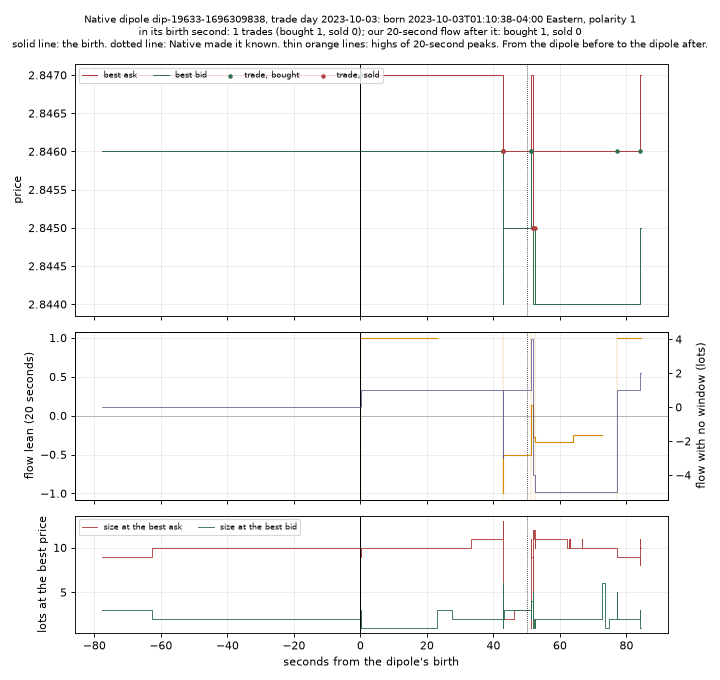 Native dipole dip-19633-1696309838, trade day 2023-10-03: born 2023-10-03T01:10:38-04:00 Eastern, polarity 1
in its birth second: 1 trades (bought 1, sold 0); our 20-second flow after it: bought 1, sold 0
solid line: the birth. dotted line: Native made it known. thin orange lines: highs of 20-second peaks. From the dipole before to the dipole after.
best ask
best bid
trade, bought
trade, sold
2.8470
2.8465
2.8460
2.8455
2.8450
2.8445
2.8440
price
1.0
0.5
0.0
−0.5
−1.0
flow lean (20 seconds)
4
2
0
−2
−4
flow with no window (lots)
size at the best ask
size at the best bid
10
5
lots at the best price
−80
−60
−40
−20
0
20
40
60
80
seconds from the dipole's birth